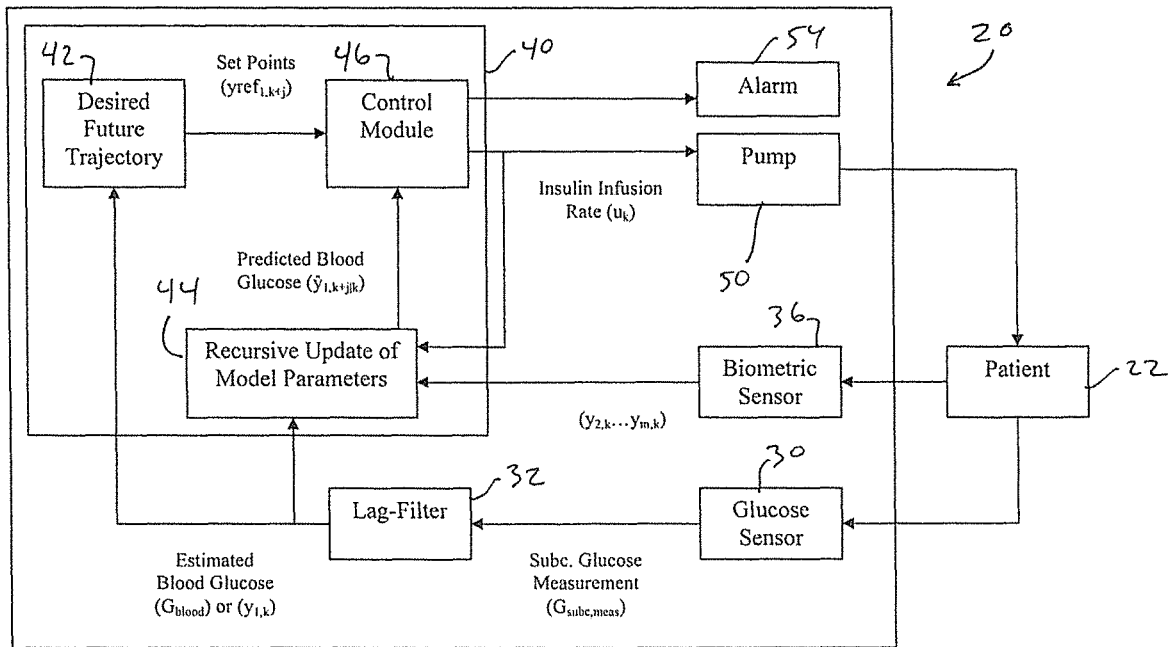 42
Set Points
(yref1,k+j)
46
40
54
20
Desired
Future
Trajectory
Control
Module
Alarm
Pump
Insulin Infusion
Rate (uk)
50
Predicted Blood
Glucose (ŷ1,k+j|k)
44
36
Recursive Update of
Model Parameters
Biometric
Sensor
Patient
22
(y2,k...ym,k)
32
30
Lag-Filter
Glucose
Sensor
Estimated
Blood Glucose
(Gblood) or (y1,k)
Subc. Glucose
Measurement
(Gsubc,meas)